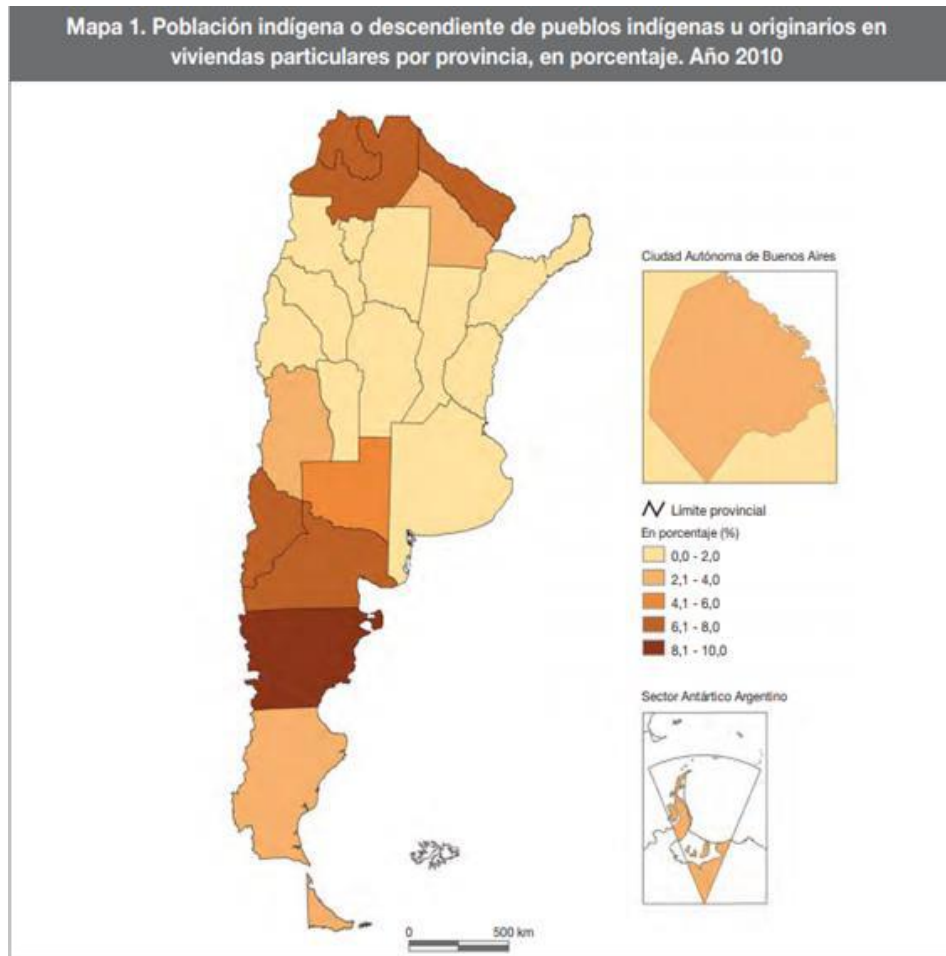 Mapa 1. Población indígena o descendiente de pueblos indígenas u originarios en
viviendas particulares por provincia, en porcentaje. Año 2010
Ciudad Autónoma de Buenos Aires
Límite provincial
En porcentaje (%)
0,0 - 2,0
2,1 - 4,0
4,1 - 6,0
6,1 - 8,0
8,1 - 10,0
Sector Antártico Argentino
0 500 km